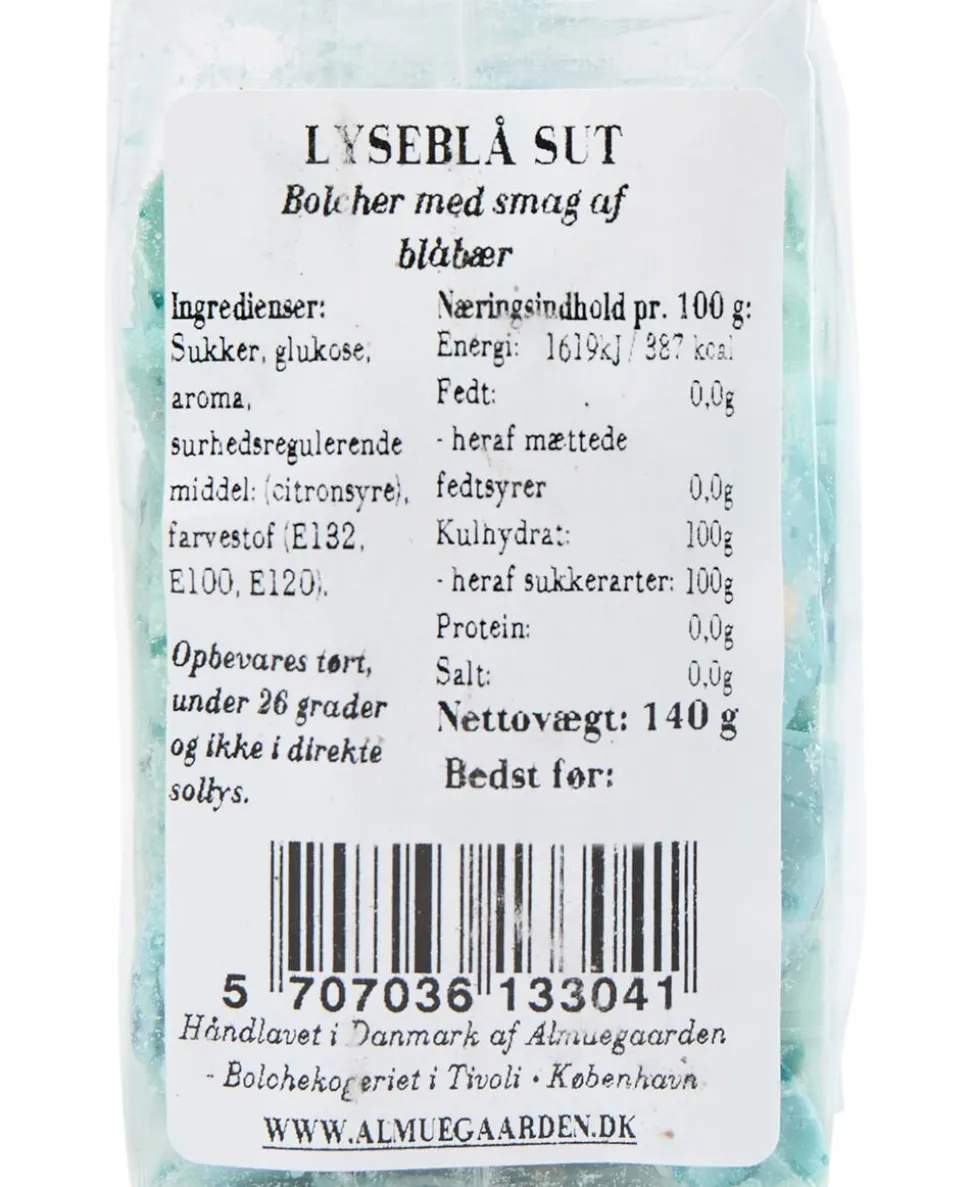 LYSEBLÅ SUT
Bolcher med smag af
blåbær
Ingredienser:
Sukker, glukose,
aroma,
surhedsregulerende
middel: (citronsyre),
farvestof (E132,
E100, E120).
Opbevares tørt,
under 26 grader
og ikke i direkte
sollys.
Næringsindhold pr. 100 g:
Energi: 1619kJ / 387 kcal
Fedt: 0,0g
- heraf mættede
fedtsyrer 0,0g
Kulhydrat: 100g
- heraf sukkerarter: 100g
Protein: 0,0g
Salt: 0,0g
Nettovægt: 140 g
Bedst før:
5 707036 133041
Håndlavet i Danmark af Almuegaarden
- Bolchekogeriet i Tivoli • København
WWW.ALMUEGAARDEN.DK